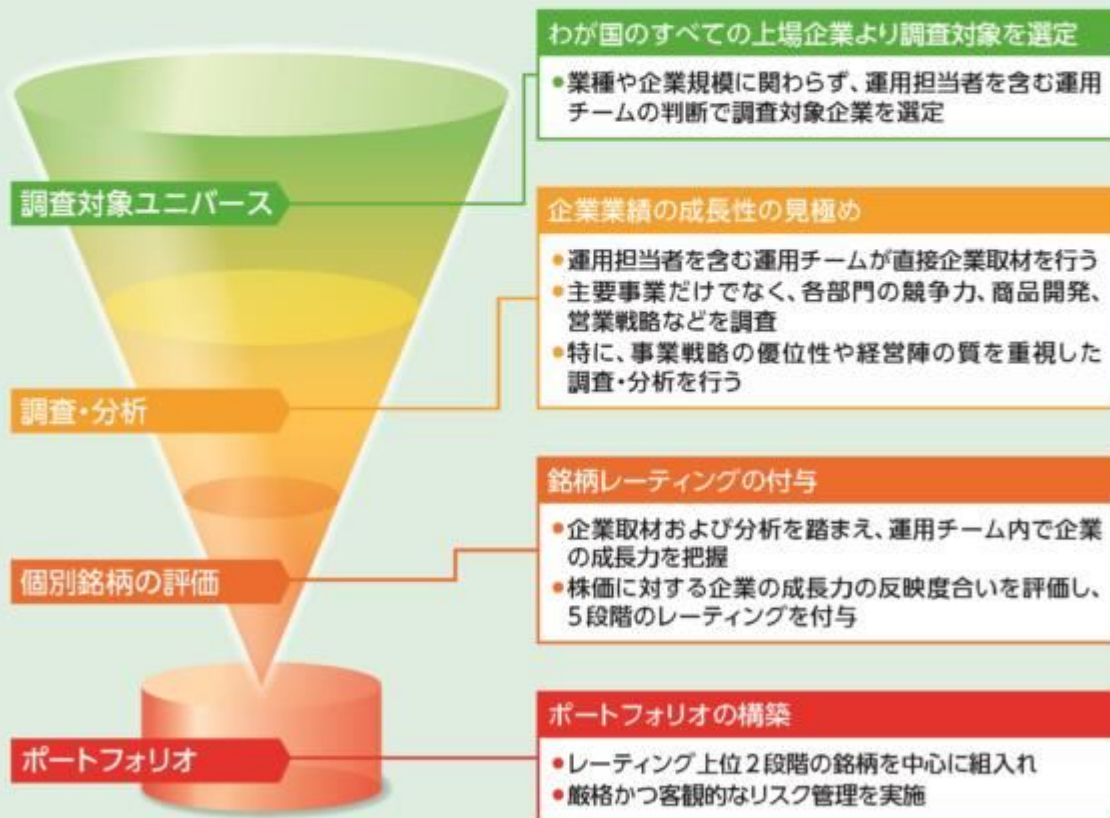 わが国のすべての上場企業より調査対象を選定
●業種や企業規模に関わらず、運用担当者を含む運用
チームの判断で調査対象企業を選定
調査対象ユニバース
企業業績の成長性の見極め
●運用担当者を含む運用チームが直接企業取材を行う
●主要事業だけでなく、各部門の競争力、商品開発、
営業戦略などを調査
●特に、事業戦略の優位性や経営陣の質を重視した
調査・分析を行う
調査・分析
銘柄レーティングの付与
●企業取材および分析を踏まえ、運用チーム内で企業
の成長力を把握
●株価に対する企業の成長力の反映度合いを評価し、
5段階のレーティングを付与
個別銘柄の評価
ポートフォリオの構築
●レーティング上位2段階の銘柄を中心に組入れ
●厳格かつ客観的なリスク管理を実施
ポートフォリオ